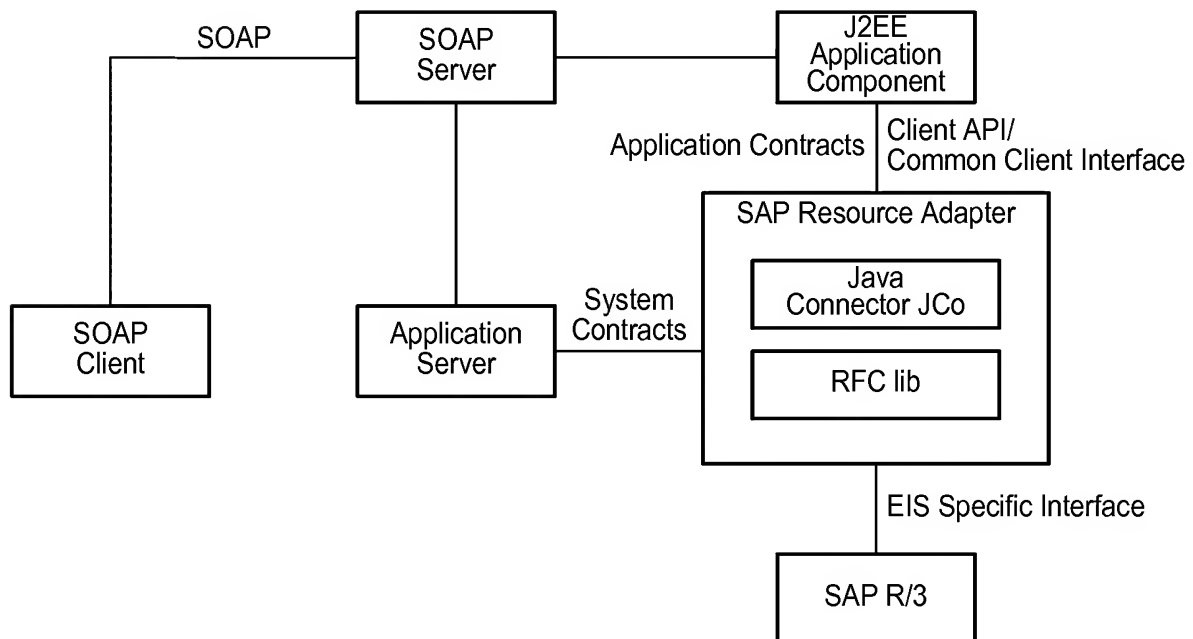 SOAP
SOAP
Server
J2EE
Application
Component
Application Contracts
Client API/
Common Client Interface
SAP Resource Adapter
Java
Connector JCo
RFC lib
System
Contracts
SOAP
Client
Application
Server
EIS Specific Interface
SAP R/3